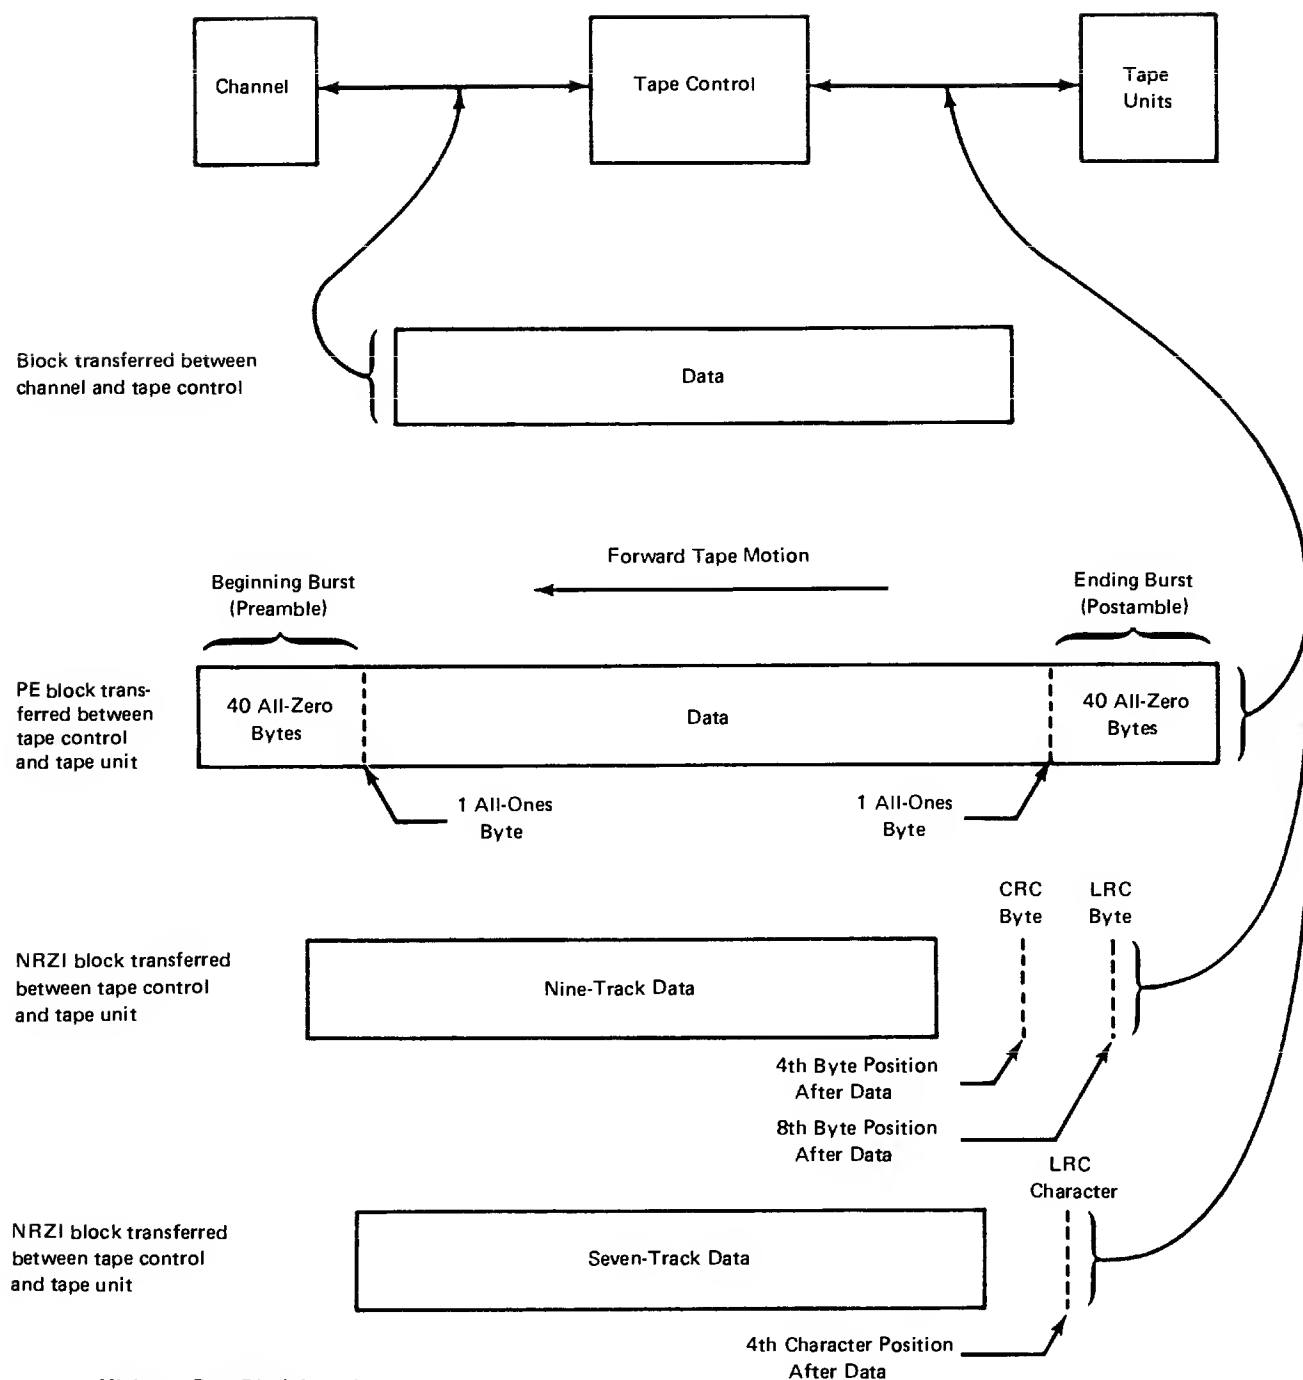 Channel
Tape Control
Tape
Units
Block transferred between
channel and tape control
Data
Forward Tape Motion
Beginning Burst
(Preamble)
Ending Burst
(Postamble)
PE block trans-
ferred between
tape control
and tape unit
40 All-Zero
Bytes
Data
40 All-Zero
Bytes
1 All-Ones
Byte
1 All-Ones
Byte
CRC
Byte
LRC
Byte
NRZI block transferred
between tape control
and tape unit
Nine-Track Data
4th Byte Position
After Data
8th Byte Position
After Data
LRC
Character
NRZI block transferred
between tape control
and tape unit
Seven-Track Data
4th Character Position
After Data